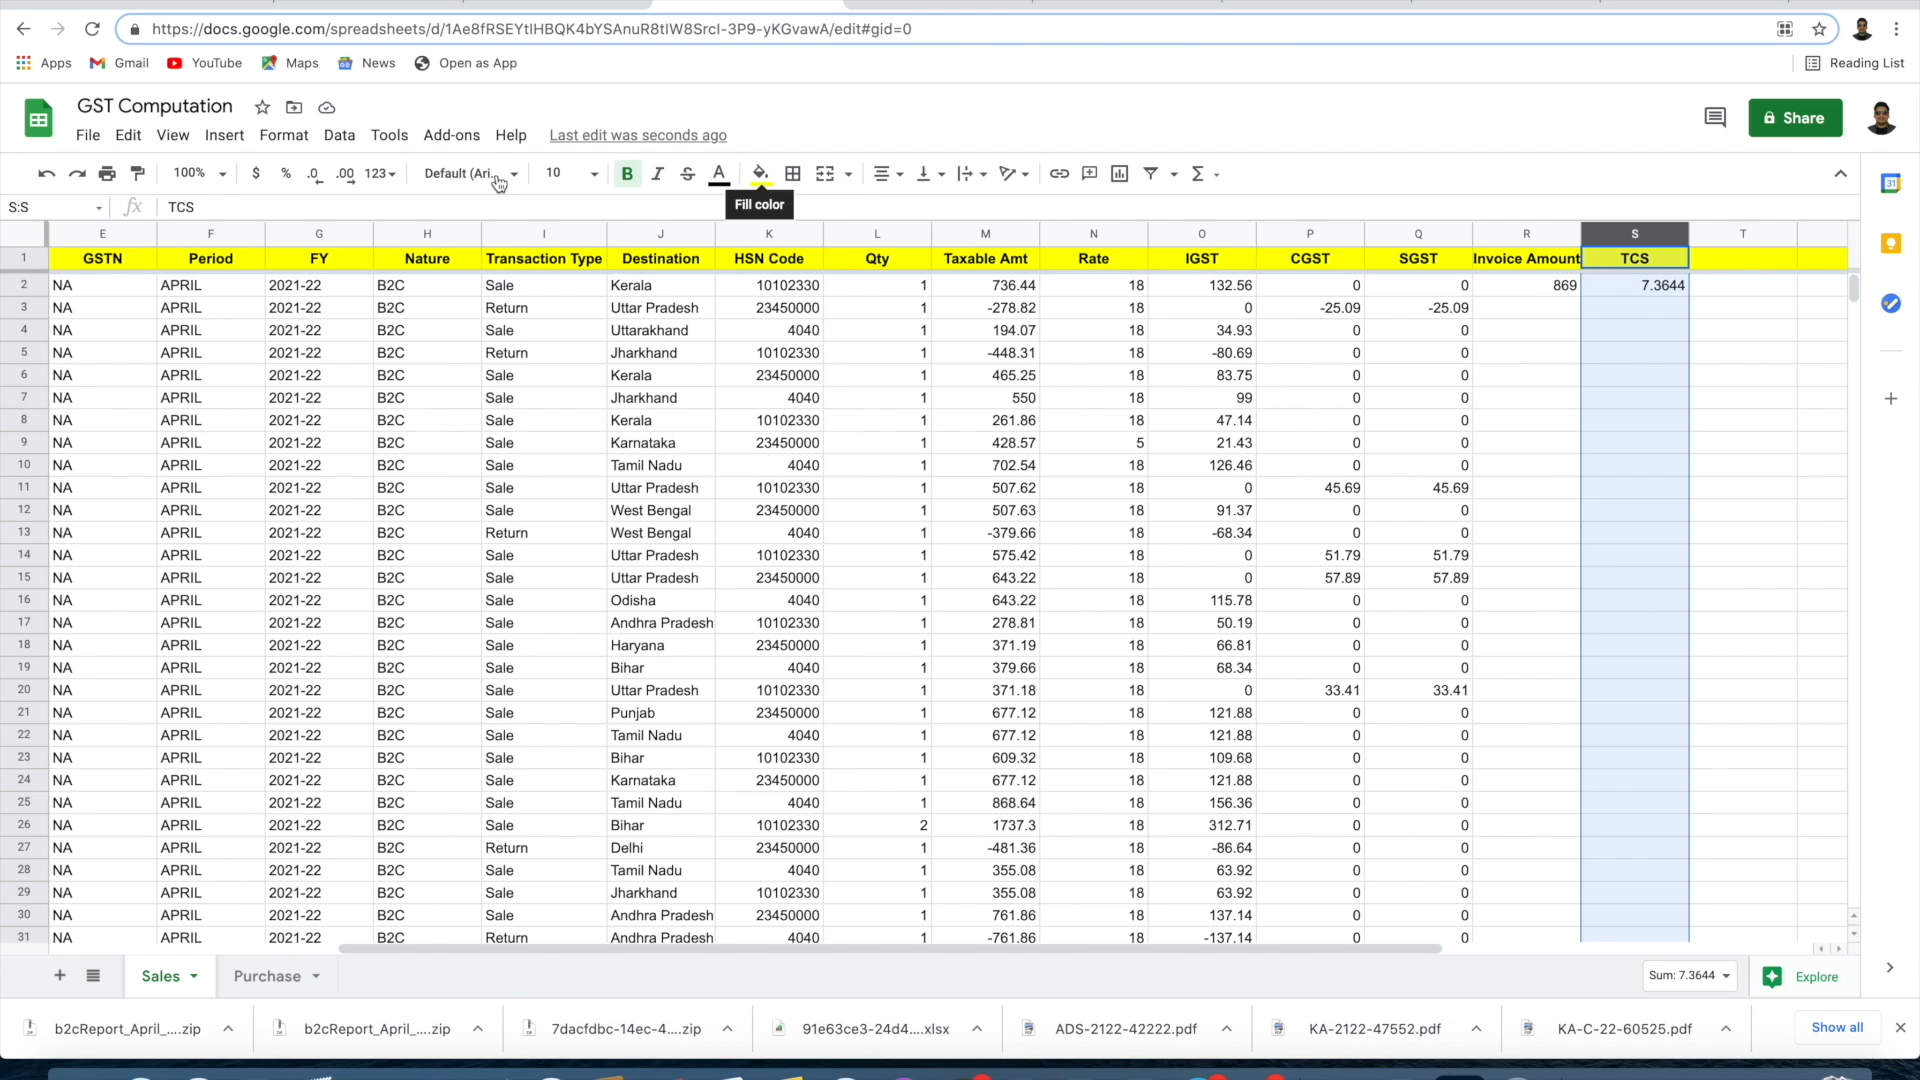 https://docs.google.com/spreadsheets/d/1Ae8fRSEYtIHBQK4bYSAnuR8tIW8SrcI-3P9-yKGvawA/edit#gid=0
Apps Gmail YouTube Maps News Open as App Reading List
GST Computation
File Edit View Insert Format Data Tools Add-ons Help Last edit was seconds ago
Share
100% $ % .0 .00 123 Default (Ari... 10 B I S A Σ
S:S fx TCS
Fill color
E F G H I J K L M N O P Q R S T
1 GSTN Period FY Nature Transaction Type Destination HSN Code Qty Taxable Amt Rate IGST CGST SGST Invoice Amount TCS
2 NA APRIL 2021-22 B2C Sale Kerala 10102330 1 736.44 18 132.56 0 0 869 7.3644
3 NA APRIL 2021-22 B2C Return Uttar Pradesh 23450000 1 -278.82 18 0 -25.09 -25.09
4 NA APRIL 2021-22 B2C Sale Uttarakhand 4040 1 194.07 18 34.93 0 0
5 NA APRIL 2021-22 B2C Return Jharkhand 10102330 1 -448.31 18 -80.69 0 0
6 NA APRIL 2021-22 B2C Sale Kerala 23450000 1 465.25 18 83.75 0 0
7 NA APRIL 2021-22 B2C Sale Jharkhand 4040 1 550 18 99 0 0
8 NA APRIL 2021-22 B2C Sale Kerala 10102330 1 261.86 18 47.14 0 0
9 NA APRIL 2021-22 B2C Sale Karnataka 23450000 1 428.57 5 21.43 0 0
10 NA APRIL 2021-22 B2C Sale Tamil Nadu 4040 1 702.54 18 126.46 0 0
11 NA APRIL 2021-22 B2C Sale Uttar Pradesh 10102330 1 507.62 18 0 45.69 45.69
12 NA APRIL 2021-22 B2C Sale West Bengal 23450000 1 507.63 18 91.37 0 0
13 NA APRIL 2021-22 B2C Return West Bengal 4040 1 -379.66 18 -68.34 0 0
14 NA APRIL 2021-22 B2C Sale Uttar Pradesh 10102330 1 575.42 18 0 51.79 51.79
15 NA APRIL 2021-22 B2C Sale Uttar Pradesh 23450000 1 643.22 18 0 57.89 57.89
16 NA APRIL 2021-22 B2C Sale Odisha 4040 1 643.22 18 115.78 0 0
17 NA APRIL 2021-22 B2C Sale Andhra Pradesh 10102330 1 278.81 18 50.19 0 0
18 NA APRIL 2021-22 B2C Sale Haryana 23450000 1 371.19 18 66.81 0 0
19 NA APRIL 2021-22 B2C Sale Bihar 4040 1 379.66 18 68.34 0 0
20 NA APRIL 2021-22 B2C Sale Uttar Pradesh 10102330 1 371.18 18 0 33.41 33.41
21 NA APRIL 2021-22 B2C Sale Punjab 23450000 1 677.12 18 121.88 0 0
22 NA APRIL 2021-22 B2C Sale Tamil Nadu 4040 1 677.12 18 121.88 0 0
23 NA APRIL 2021-22 B2C Sale Bihar 10102330 1 609.32 18 109.68 0 0
24 NA APRIL 2021-22 B2C Sale Karnataka 23450000 1 677.12 18 121.88 0 0
25 NA APRIL 2021-22 B2C Sale Tamil Nadu 4040 1 868.64 18 156.36 0 0
26 NA APRIL 2021-22 B2C Sale Bihar 10102330 2 1737.3 18 312.71 0 0
27 NA APRIL 2021-22 B2C Return Delhi 23450000 1 -481.36 18 -86.64 0 0
28 NA APRIL 2021-22 B2C Sale Tamil Nadu 4040 1 355.08 18 63.92 0 0
29 NA APRIL 2021-22 B2C Sale Jharkhand 10102330 1 355.08 18 63.92 0 0
30 NA APRIL 2021-22 B2C Sale Andhra Pradesh 23450000 1 761.86 18 137.14 0 0
31 NA APRIL 2021-22 B2C Return Andhra Pradesh 4040 1 -761.86 18 -137.14 0 0
Sales Purchase Sum: 7.3644 Explore
b2cReport_April_....zip b2cReport_April_....zip 7dacfdbc-14ec-4....zip 91e63ce3-24d4....xlsx ADS-2122-42222.pdf KA-2122-47552.pdf KA-C-22-60525.pdf Show all